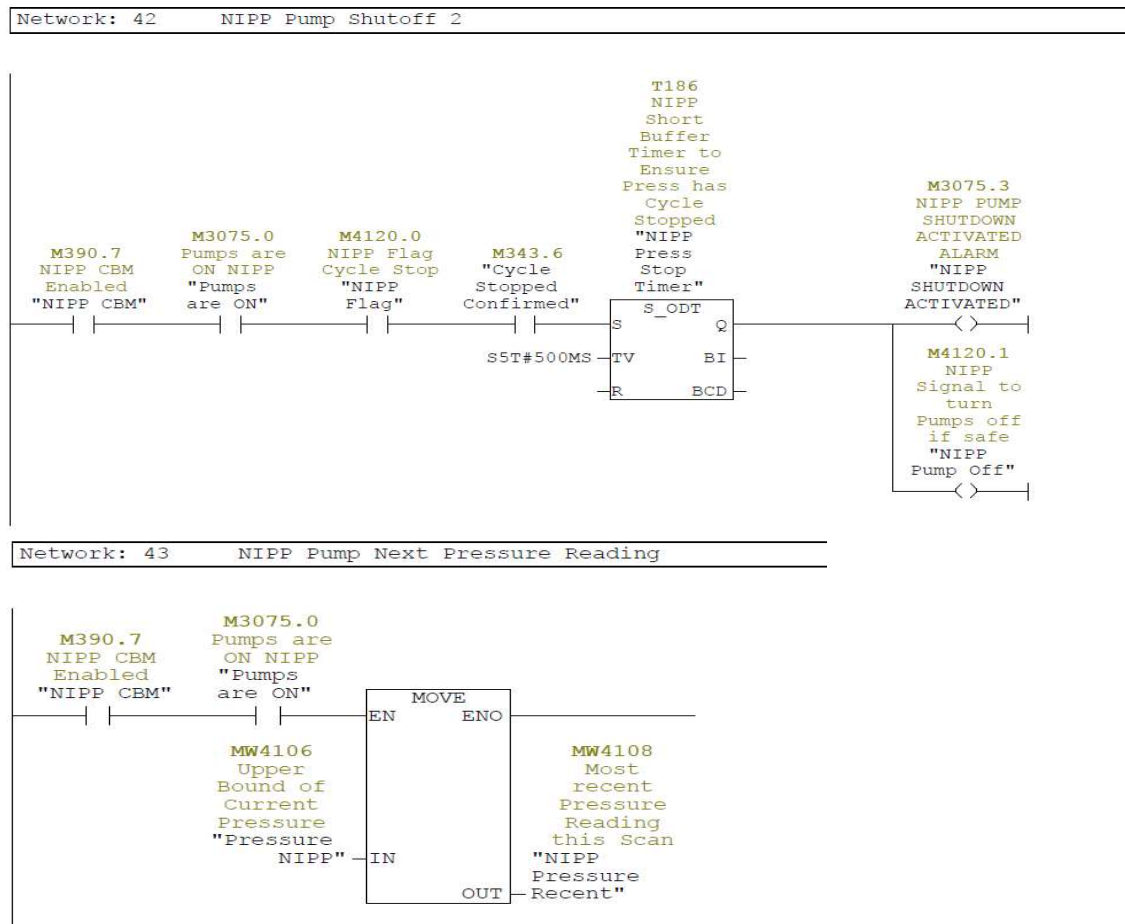 Network: 42 NIPP Pump Shutoff 2
T186
NIPP
Short
Buffer
Timer to
Ensure
Press has
Cycle
Stopped
"NIPP
Press
Stop
Timer"
M390.7
NIPP CBM
Enabled
"NIPP CBM"
M3075.0
Pumps are
ON NIPP
"Pumps
are ON"
M4120.0
NIPP Flag
Cycle Stop
"NIPP
Flag"
M343.6
"Cycle
Stopped
Confirmed"
S_ODT
S Q
S5T#500MS TV BI
R BCD
M3075.3
NIPP PUMP
SHUTDOWN
ACTIVATED
ALARM
"NIPP
SHUTDOWN
ACTIVATED"
M4120.1
NIPP
Signal to
turn
Pumps off
if safe
"NIPP
Pump Off"
Network: 43 NIPP Pump Next Pressure Reading
M390.7
NIPP CBM
Enabled
"NIPP CBM"
M3075.0
Pumps are
ON NIPP
"Pumps
are ON"
MOVE
EN ENO
MW4106
Upper
Bound of
Current
Pressure
"Pressure
NIPP" IN
MW4108
Most
recent
Pressure
Reading
this Scan
"NIPP
Pressure
OUT Recent"